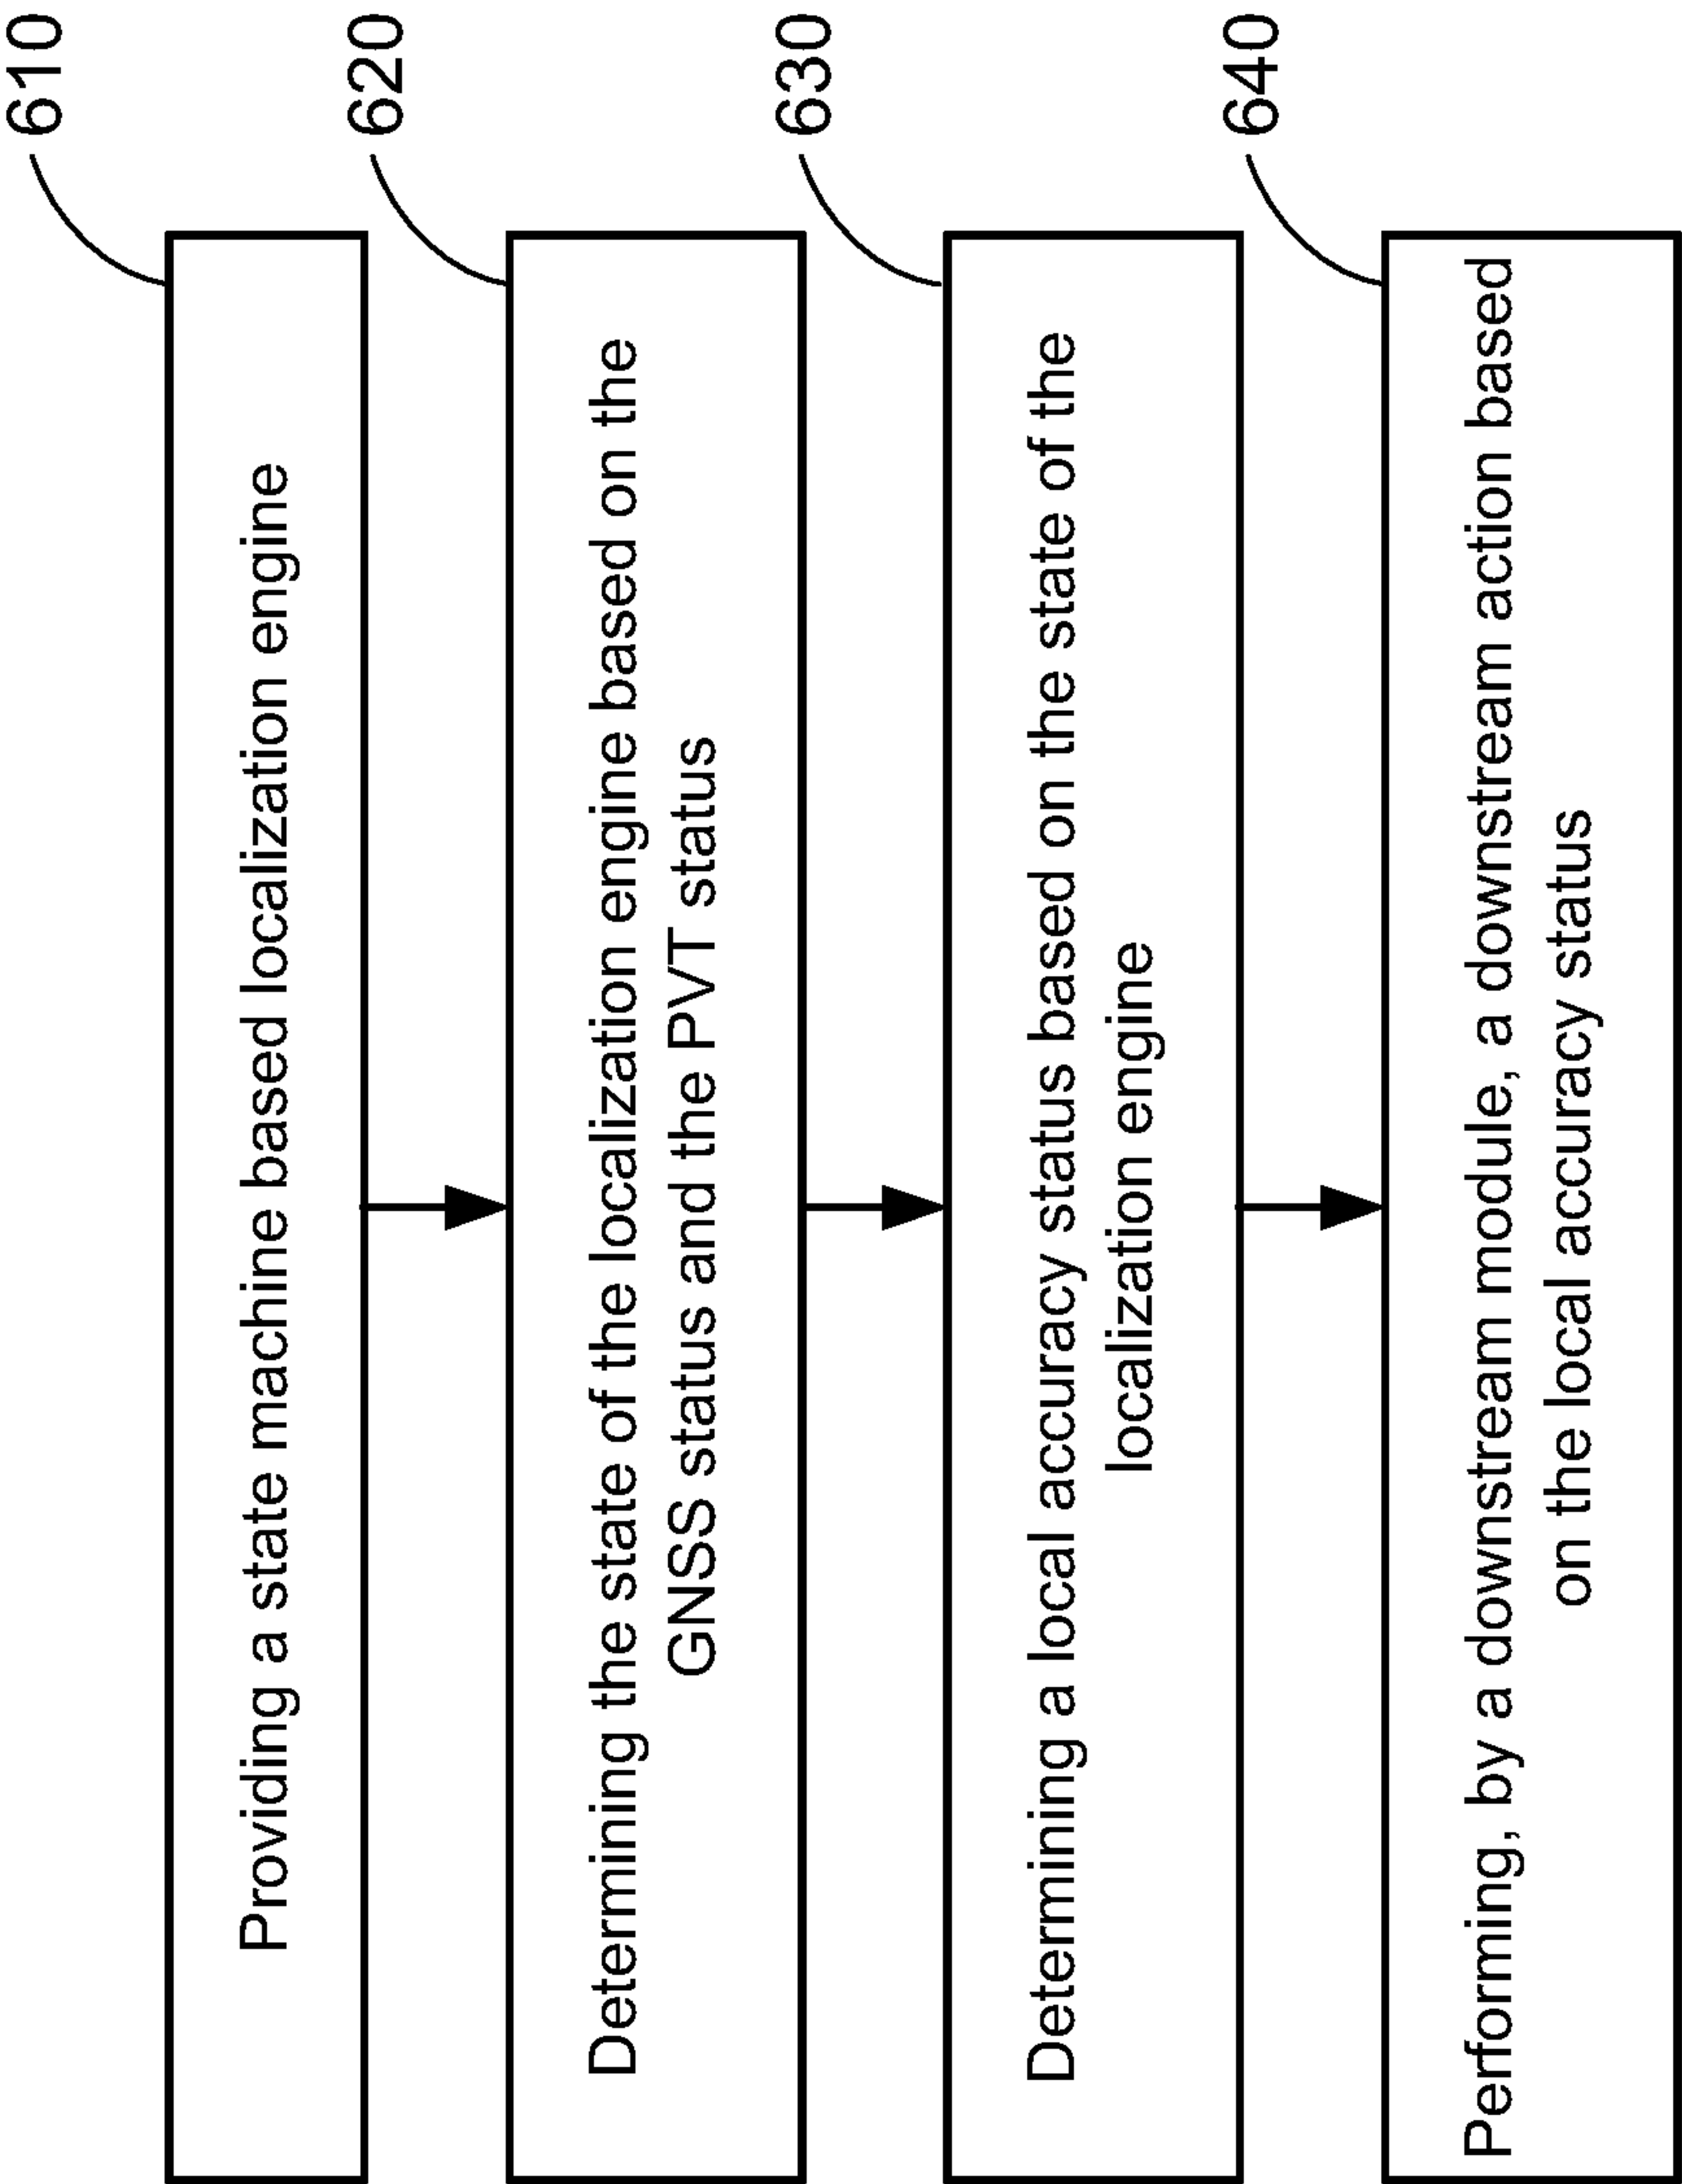 610
Providing a state machine based localization engine
620
Determining the state of the localization engine based on the
GNSS status and the PVT status
630
Determining a local accuracy status based on the state of the
localization engine
640
Performing, by a downstream module, a downstream action based
on the local accuracy status